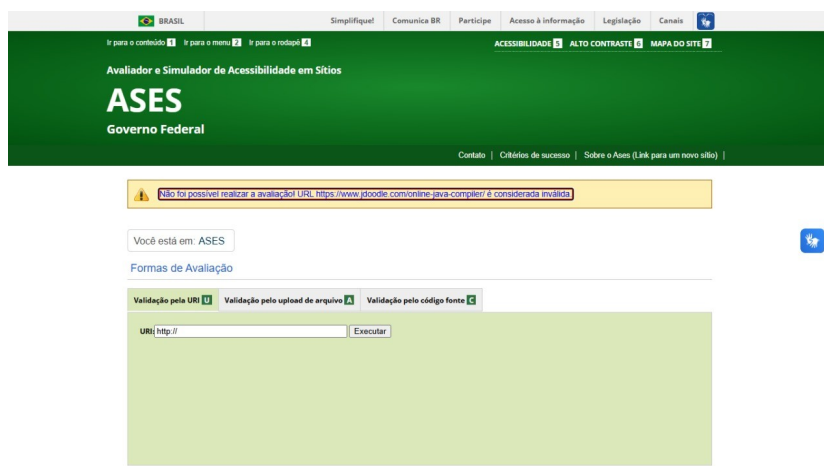 BRASIL Simplifique! Comunica BR Participe Acesso à informação Legislação Canais
Ir para o conteúdo 1 Ir para o menu 2 Ir para o rodapé 4 ACESSIBILIDADE 5 ALTO CONTRASTE 6 MAPA DO SITE 7
Avaliador e Simulador de Acessibilidade em Sítios
ASES
Governo Federal
Contato | Critérios de sucesso | Sobre o Ases (Link para um novo sítio) |
Não foi possível realizar a avaliação! URL https://www.jdoodle.com/online-java-compiler/ é considerada inválida.
Você está em: ASES
Formas de Avaliação
Validação pela URI U Validação pelo upload de arquivo A Validação pelo código fonte C
URI: http:// Executar